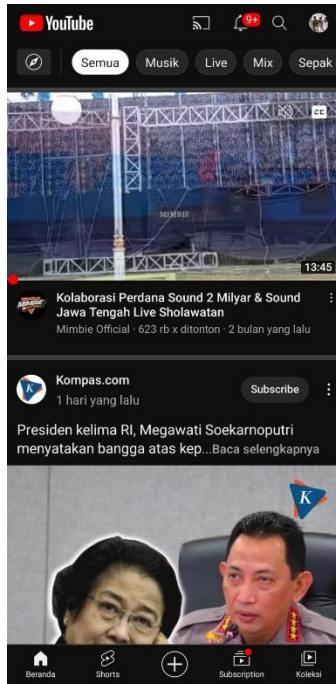 YouTube
9+
Semua
Musik
Live
Mix
Sepak
CC
MIMBIE
13:45
Kolaborasi Perdana Sound 2 Milyar & Sound
Jawa Tengah Live Sholawatan
Mimbie Official · 623 rb x ditonton · 2 bulan yang lalu
Kompas.com
1 hari yang lalu
Subscribe
Presiden kelima RI, Megawati Soekarnoputri
menyatakan bangga atas kep...Baca selengkapnya
K
Beranda
Shorts
Subscription
Koleksi